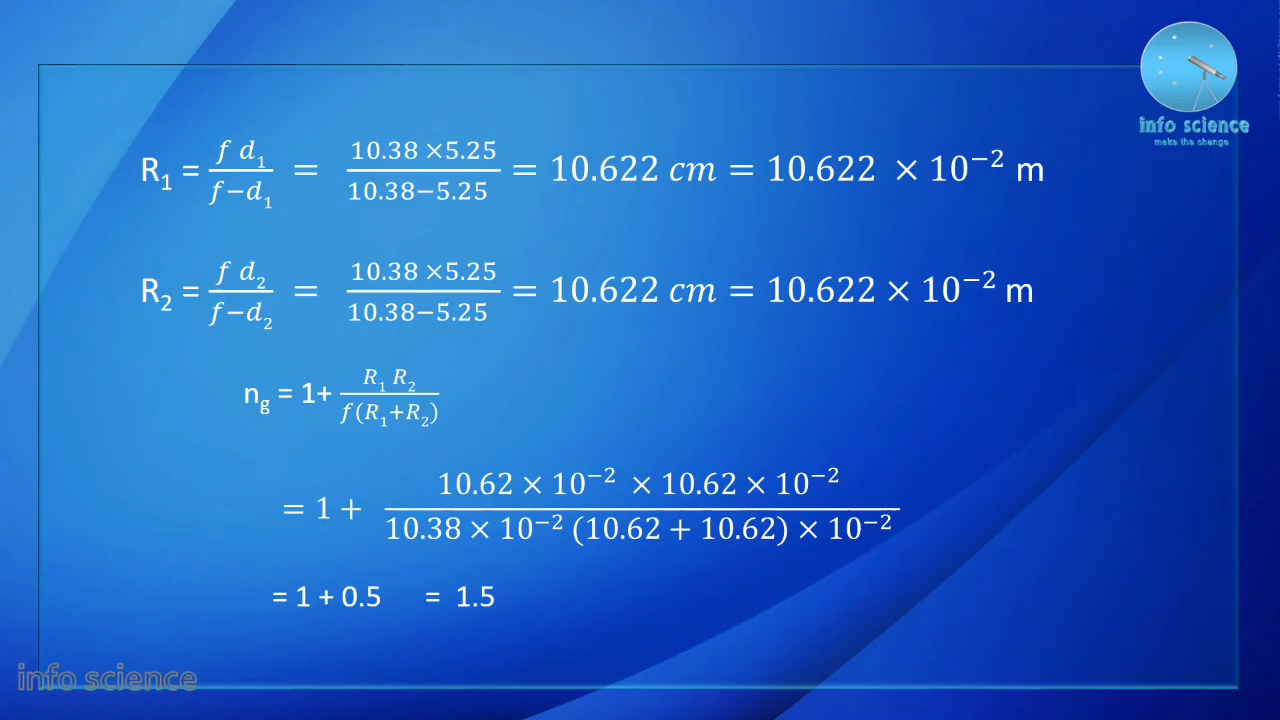 info science
make the change
R₁ = f d₁ / f−d₁ = 10.38 ×5.25 / 10.38−5.25 = 10.622 cm = 10.622 × 10⁻² m
R₂ = f d₂ / f−d₂ = 10.38 ×5.25 / 10.38−5.25 = 10.622 cm = 10.622 × 10⁻² m
n_g = 1+ R₁ R₂ / f(R₁+R₂)
= 1 + 10.62 × 10⁻² × 10.62 × 10⁻² / 10.38 × 10⁻² (10.62 + 10.62) × 10⁻²
= 1 + 0.5 = 1.5
info science